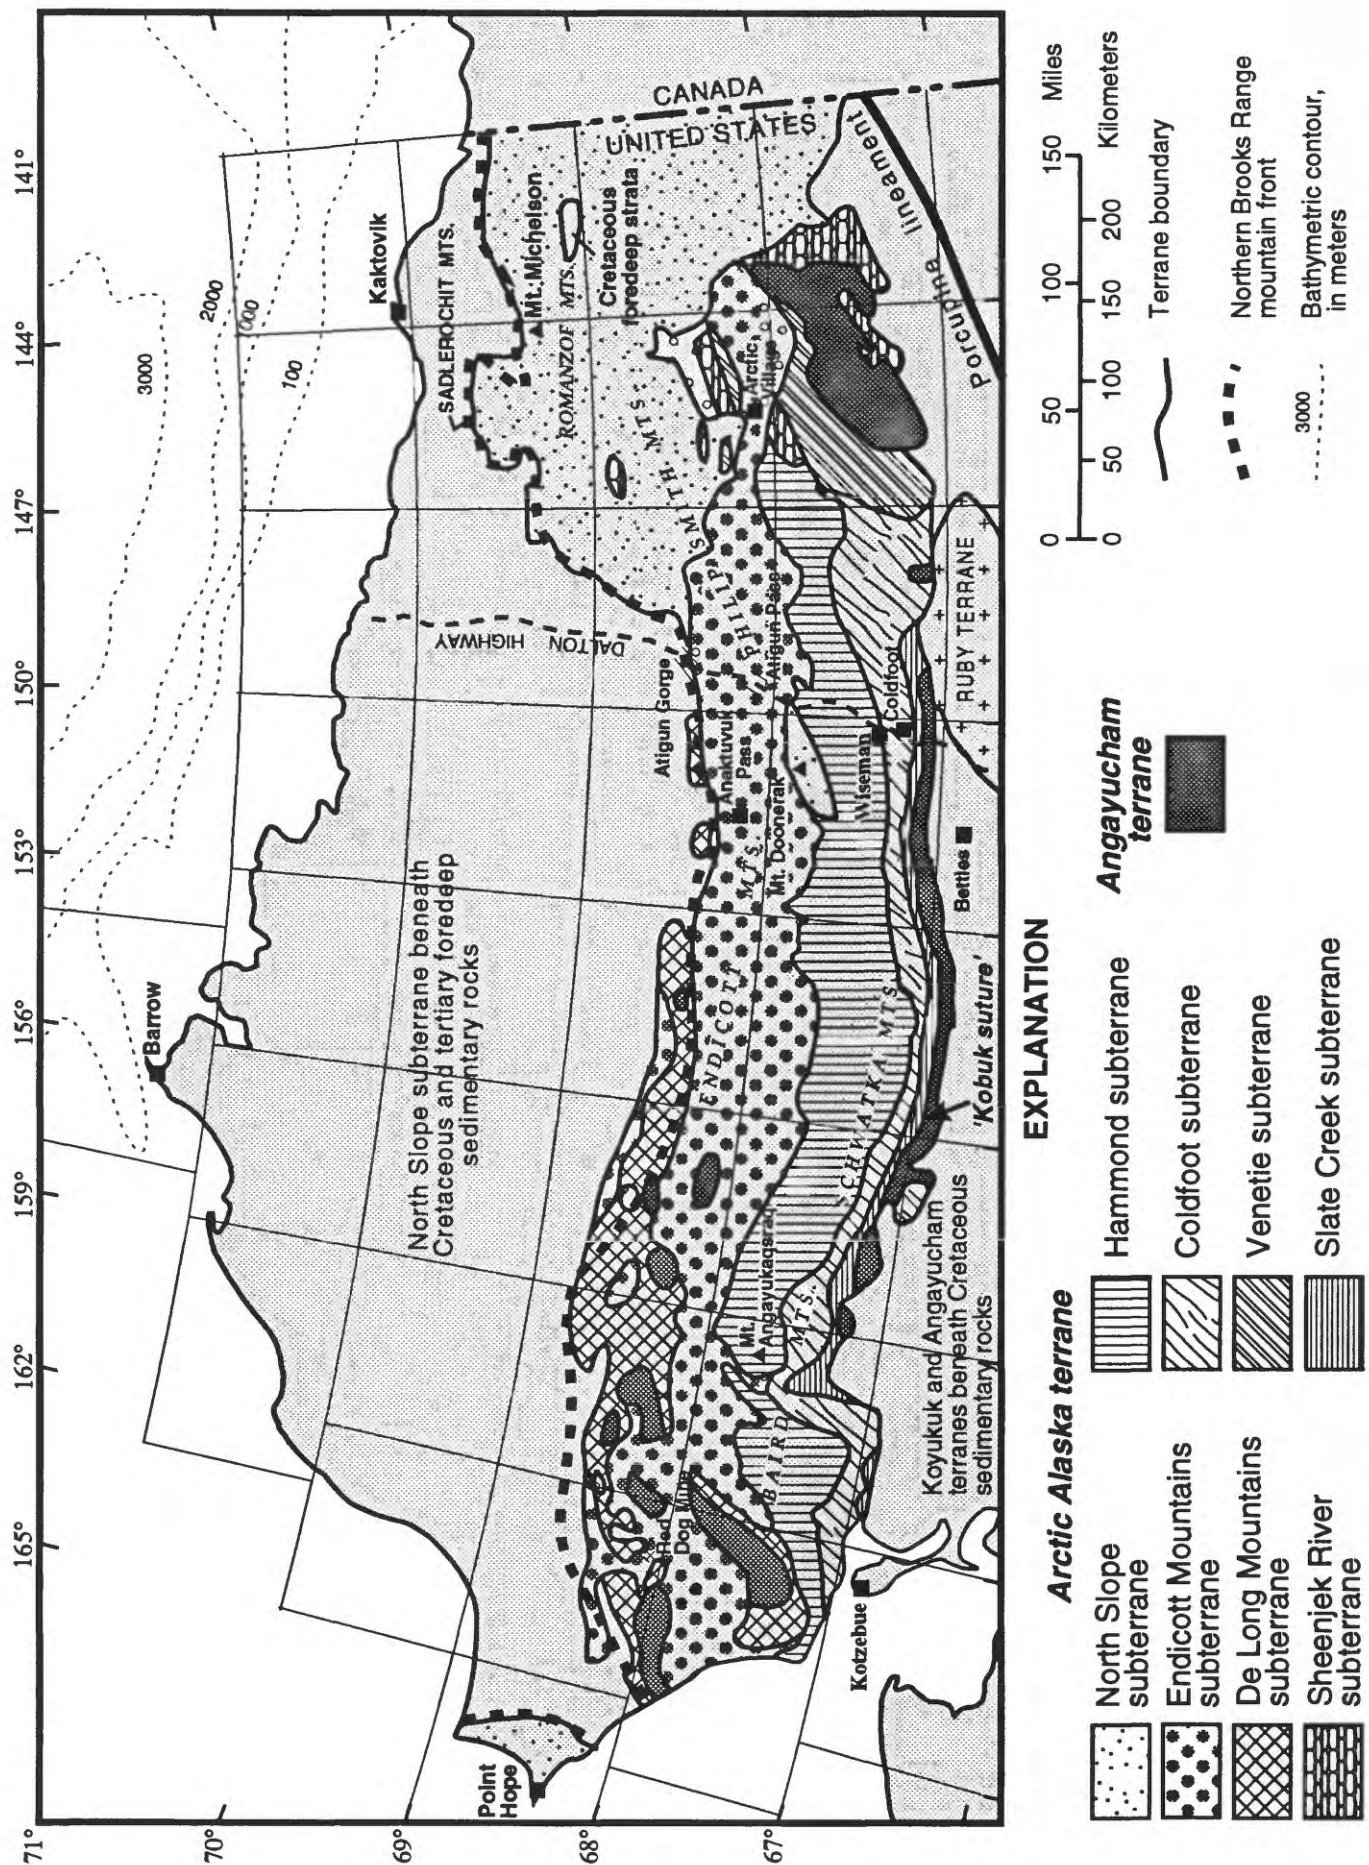 141°
144°
147°
150°
153°
156°
159°
162°
165°
71°
70°
69°
68°
67°
3000
2000
1000
100
Barrow
Kaktovik
SADLEROCHIT MTS.
Mt. Michelson
ROMANZOF MTS.
Cretaceous
foredeep strata
CANADA
UNITED STATES
Porcupine lineament
PHILIP SMITH MTS
Arctic
Village
DALTON
HIGHWAY
Atigun Gorge
Atigun Pass
Anaktuvuk
Pass
Mt. Doonerak
ENDICOTT MTS.
North Slope subterrane beneath
Cretaceous and tertiary foredeep
sedimentary rocks
Wiseman
Coldfoot
RUBY TERRANE
Bettles
'Kobuk suture'
SCHWATKA MTS.
Mt.
Angayukaqsraq
BAIRD MTS.
Red
Dog Mine
Point
Hope
Kotzebue
Koyukuk and Angayucham
terranes beneath Cretaceous
sedimentary rocks
EXPLANATION
Arctic Alaska terrane
North Slope
subterrane
Endicott Mountains
subterrane
De Long Mountains
subterrane
Sheenjek River
subterrane
Hammond subterrane
Coldfoot subterrane
Venetie subterrane
Slate Creek subterrane
Angayucham
terrane
0 50 100 150 Miles
0 50 100 150 200 Kilometers
Terrane boundary
Northern Brooks Range
mountain front
3000
Bathymetric contour,
in meters